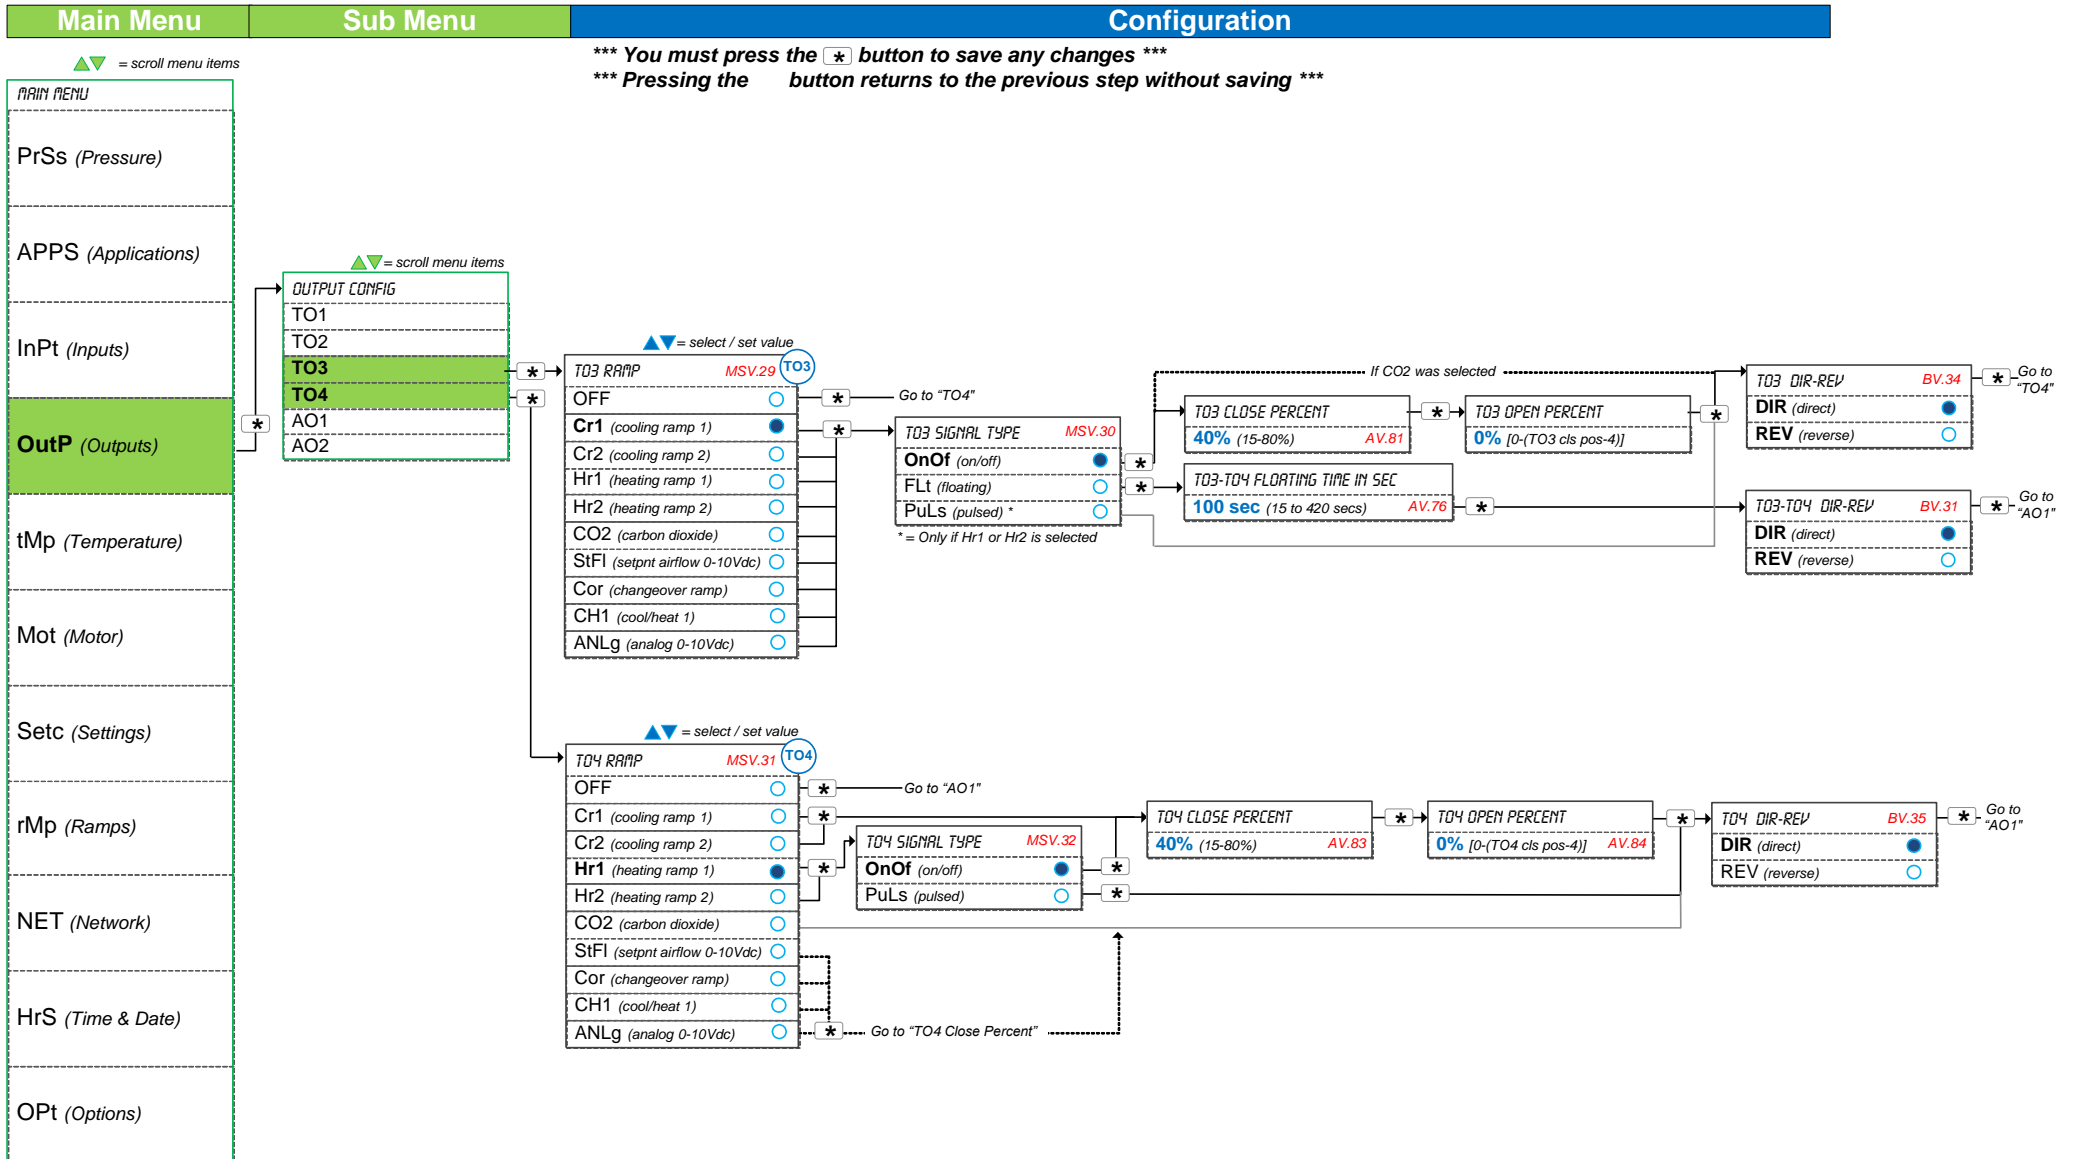 Main Menu
Sub Menu
Configuration
*** You must press the * button to save any changes ***
*** Pressing the button returns to the previous step without saving ***
= scroll menu items
MAIN MENU
PrSs (Pressure)
APPS (Applications)
InPt (Inputs)
OutP (Outputs)
*
tMp (Temperature)
Mot (Motor)
Setc (Settings)
rMp (Ramps)
NET (Network)
HrS (Time & Date)
OPt (Options)
= scroll menu items
OUTPUT CONFIG
TO1
TO2
TO3
*
TO4
*
AO1
AO2
= select / set value
TO3 RAMP MSV.29 TO3
OFF
* Go to "TO4"
Cr1 (cooling ramp 1)
*
Cr2 (cooling ramp 2)
Hr1 (heating ramp 1)
Hr2 (heating ramp 2)
CO2 (carbon dioxide)
StFl (setpnt airflow 0-10Vdc)
Cor (changeover ramp)
CH1 (cool/heat 1)
ANLg (analog 0-10Vdc)
TO3 SIGNAL TYPE MSV.30
OnOf (on/off)
*
FLt (floating)
*
PuLs (pulsed) *
* = Only if Hr1 or Hr2 is selected
If CO2 was selected
TO3 CLOSE PERCENT
40% (15-80%) AV.81
*
TO3 OPEN PERCENT
0% [0-(TO3 cls pos-4)]
*
TO3-TO4 FLOATING TIME IN SEC
100 sec (15 to 420 secs) AV.76
*
TO3 DIR-REV BV.34
DIR (direct)
REV (reverse)
* Go to
"TO4"
TO3-TO4 DIR-REV BV.31
DIR (direct)
REV (reverse)
* Go to
"AO1"
= select / set value
TO4 RAMP MSV.31 TO4
OFF
* Go to "AO1"
Cr1 (cooling ramp 1)
*
Cr2 (cooling ramp 2)
Hr1 (heating ramp 1)
*
Hr2 (heating ramp 2)
CO2 (carbon dioxide)
StFl (setpnt airflow 0-10Vdc)
Cor (changeover ramp)
CH1 (cool/heat 1)
ANLg (analog 0-10Vdc)
* Go to "TO4 Close Percent"
TO4 SIGNAL TYPE MSV.32
OnOf (on/off)
*
PuLs (pulsed)
*
TO4 CLOSE PERCENT
40% (15-80%) AV.83
*
TO4 OPEN PERCENT
0% [0-(TO4 cls pos-4)] AV.84
*
TO4 DIR-REV BV.35
DIR (direct)
REV (reverse)
* Go to
"AO1"